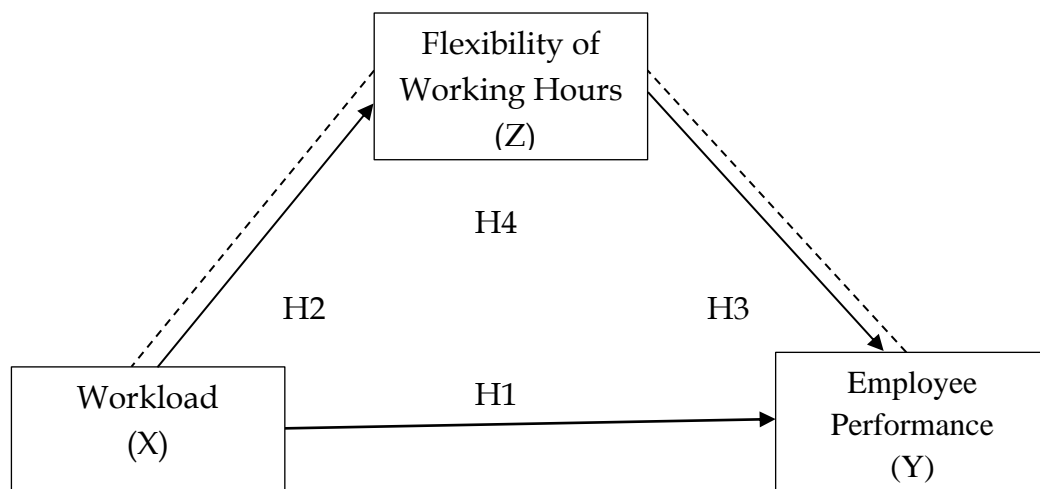 Flexibility of
Working Hours
(Z)
H4
H2
H3
H1
Workload
(X)
Employee
Performance
(Y)